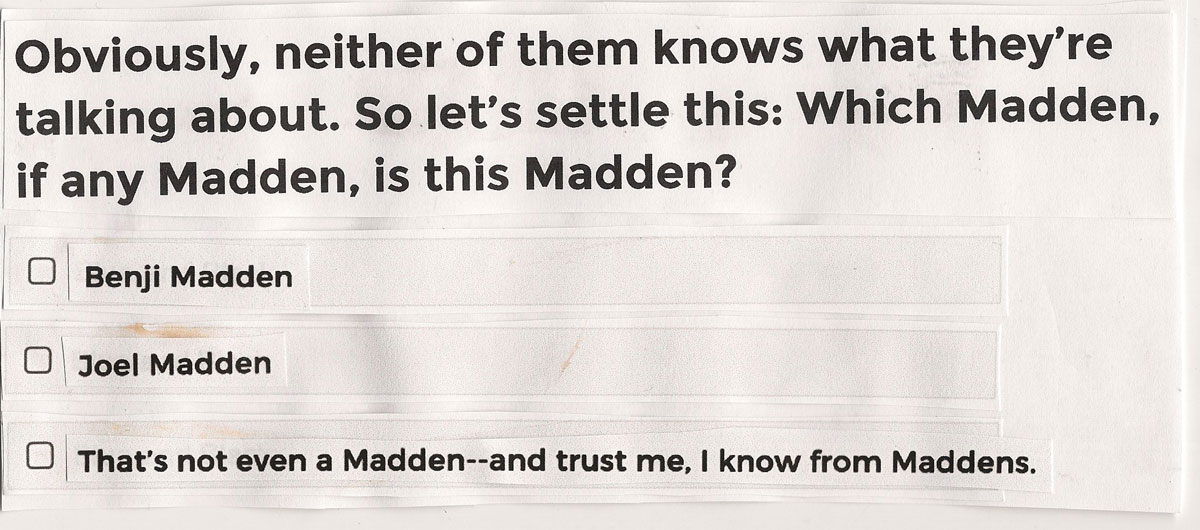 Obviously, neither of them knows what they're
talking about. So let's settle this: Which Madden,
if any Madden, is this Madden?
Benji Madden
Joel Madden
That's not even a Madden--and trust me, I know from Maddens.